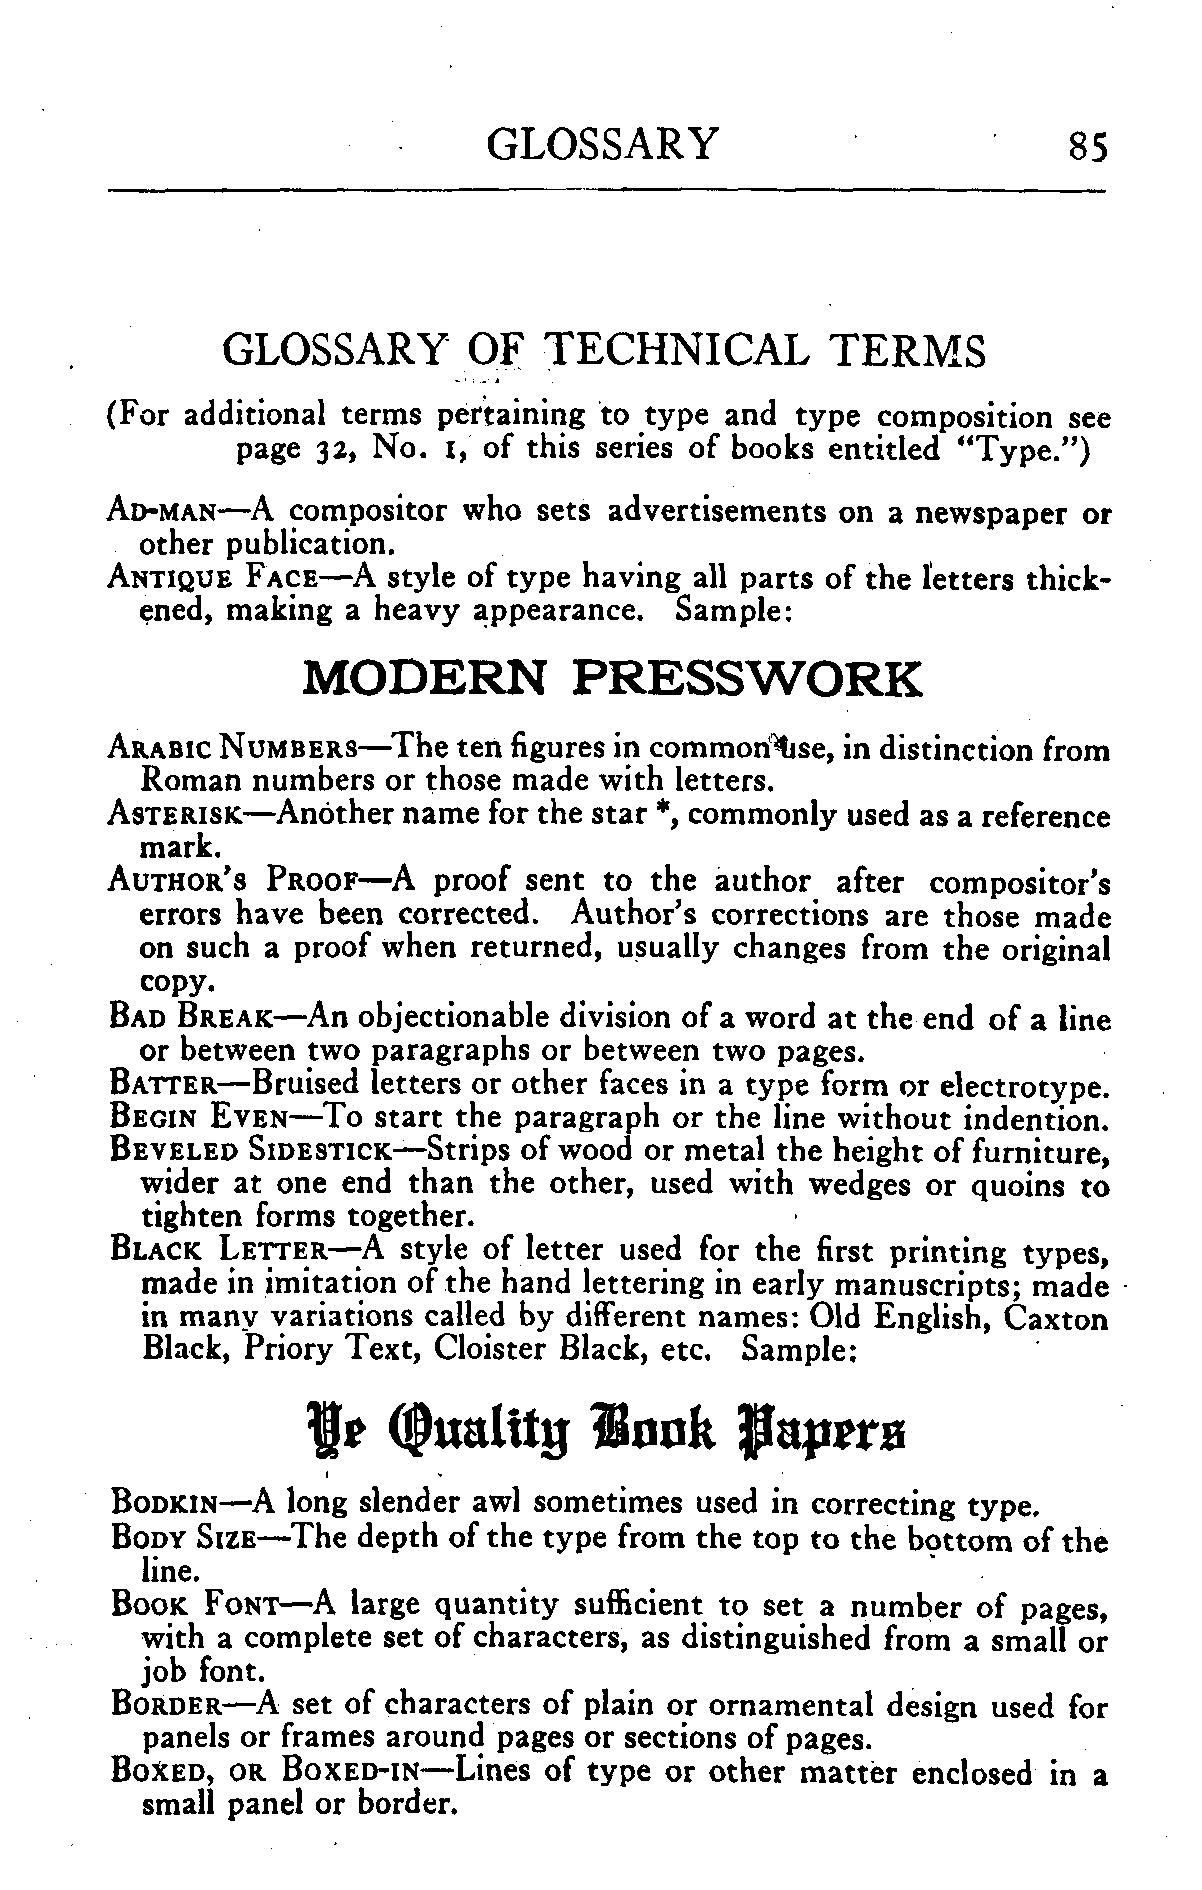 GLOSSARY 85
GLOSSARY OF TECHNICAL TERMS
(For additional terms pertaining to type and type composition see
page 32, No. 1, of this series of books entitled “Type.”)
AD-MAN—A compositor who sets advertisements on a newspaper or
other publication.
ANTIQUE FACE—A style of type having all parts of the letters thick-
ened, making a heavy appearance. Sample:
MODERN PRESSWORK
ARABIC NUMBERS—The ten figures in common use, in distinction from
Roman numbers or those made with letters.
ASTERISK—Another name for the star *, commonly used as a reference
mark.
AUTHOR’S PROOF—A proof sent to the author after compositor’s
errors have been corrected. Author’s corrections are those made
on such a proof when returned, usually changes from the original
copy.
BAD BREAK—An objectionable division of a word at the end of a line
or between two paragraphs or between two pages.
BATTER—Bruised letters or other faces in a type form or electrotype.
BEGIN EVEN—To start the paragraph or the line without indention.
BEVELED SIDESTICK—Strips of wood or metal the height of furniture,
wider at one end than the other, used with wedges or quoins to
tighten forms together.
BLACK LETTER—A style of letter used for the first printing types,
made in imitation of the hand lettering in early manuscripts; made
in many variations called by different names: Old English, Caxton
Black, Priory Text, Cloister Black, etc. Sample:
Ye Quality Book Papers
BODKIN—A long slender awl sometimes used in correcting type.
BODY SIZE—The depth of the type from the top to the bottom of the
line.
BOOK FONT—A large quantity sufficient to set a number of pages,
with a complete set of characters, as distinguished from a small or
job font.
BORDER—A set of characters of plain or ornamental design used for
panels or frames around pages or sections of pages.
BOXED, OR BOXED-IN—Lines of type or other matter enclosed in a
small panel or border.